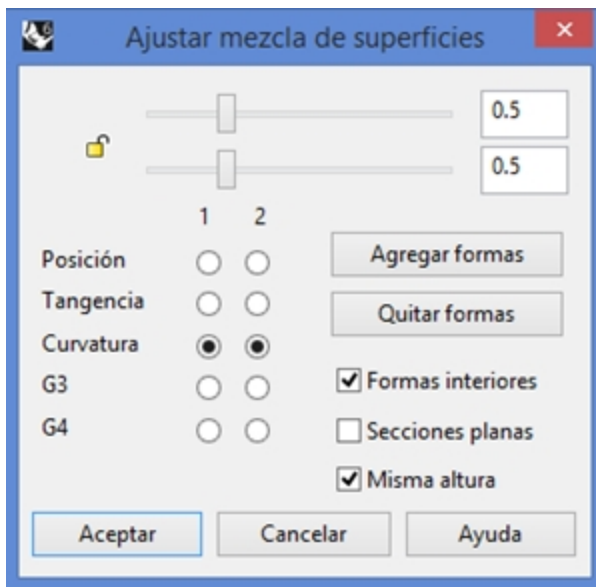 Ajustar mezcla de superficies
0.5
0.5
1 2
Posición
Agregar formas
Tangencia
Quitar formas
Curvatura
Formas interiores
G3
G4
Secciones planas
Misma altura
Aceptar Cancelar Ayuda